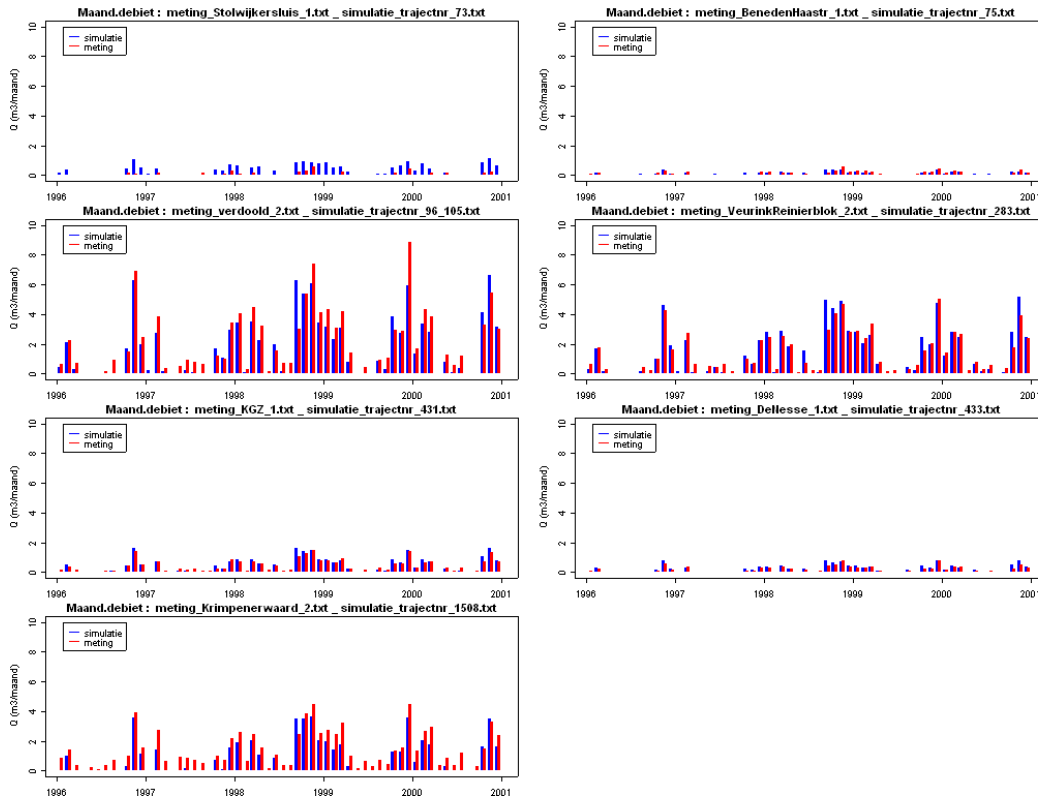 Maand.debiet : meting_Stolwijkersluis_1.txt _ simulatie_trajectnr_73.txt
Q (m3/maand)
10
8
6
4
2
0
simulatie
meting
1996 1997 1998 1999 2000 2001
Maand.debiet : meting_BenedenHaastr_1.txt _ simulatie_trajectnr_75.txt
Q (m3/maand)
10
8
6
4
2
0
simulatie
meting
1996 1997 1998 1999 2000 2001
Maand.debiet : meting_verdoold_2.txt _ simulatie_trajectnr_96_105.txt
Q (m3/maand)
10
8
6
4
2
0
simulatie
meting
1996 1997 1998 1999 2000 2001
Maand.debiet : meting_VeurinkReinierblok_2.txt _ simulatie_trajectnr_283.txt
Q (m3/maand)
10
8
6
4
2
0
simulatie
meting
1996 1997 1998 1999 2000 2001
Maand.debiet : meting_KGZ_1.txt _ simulatie_trajectnr_431.txt
Q (m3/maand)
10
8
6
4
2
0
simulatie
meting
1996 1997 1998 1999 2000 2001
Maand.debiet : meting_DeNesse_1.txt _ simulatie_trajectnr_433.txt
Q (m3/maand)
10
8
6
4
2
0
simulatie
meting
1996 1997 1998 1999 2000 2001
Maand.debiet : meting_Krimpenerwaard_2.txt _ simulatie_trajectnr_1508.txt
Q (m3/maand)
10
8
6
4
2
0
simulatie
meting
1996 1997 1998 1999 2000 2001